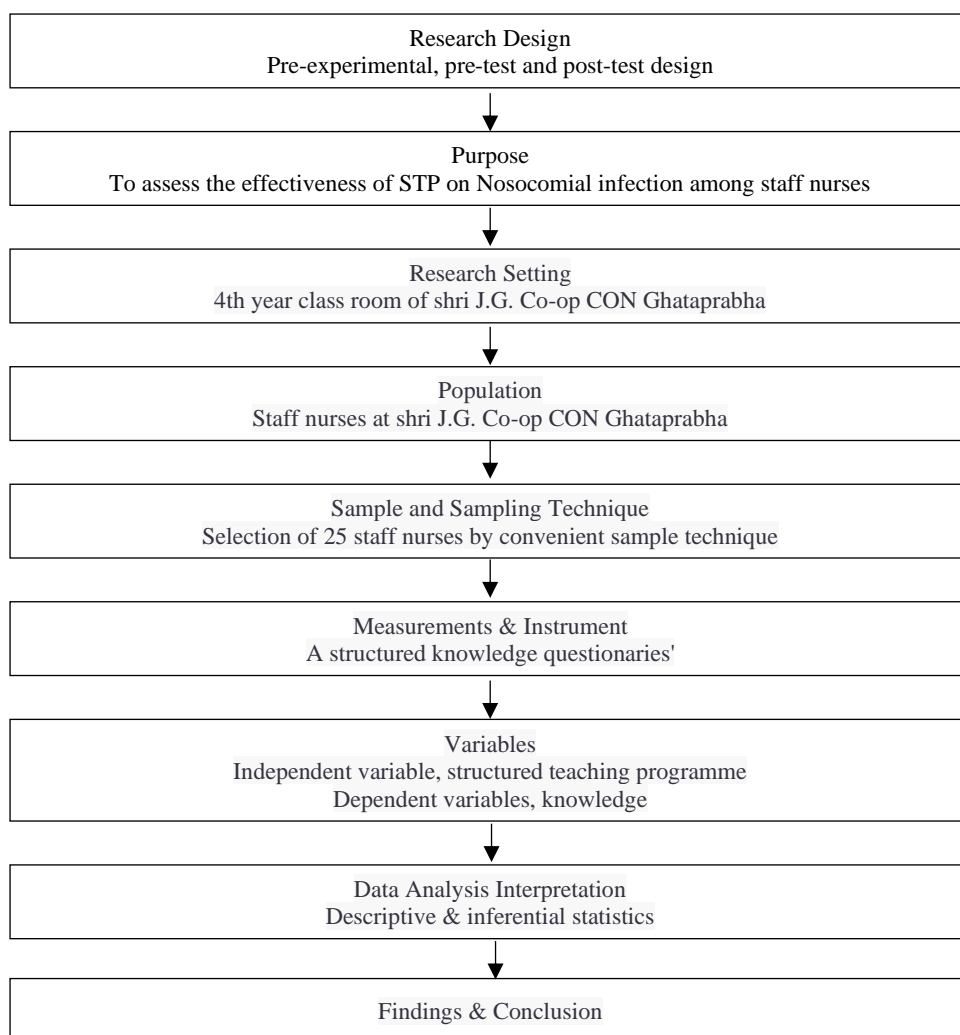 Research Design
Pre-experimental, pre-test and post-test design
Purpose
To assess the effectiveness of STP on Nosocomial infection among staff nurses
Research Setting
4th year class room of shri J.G. Co-op CON Ghataprabha
Population
Staff nurses at shri J.G. Co-op CON Ghataprabha
Sample and Sampling Technique
Selection of 25 staff nurses by convenient sample technique
Measurements & Instrument
A structured knowledge questionaries'
Variables
Independent variable, structured teaching programme
Dependent variables, knowledge
Data Analysis Interpretation
Descriptive & inferential statistics
Findings & Conclusion